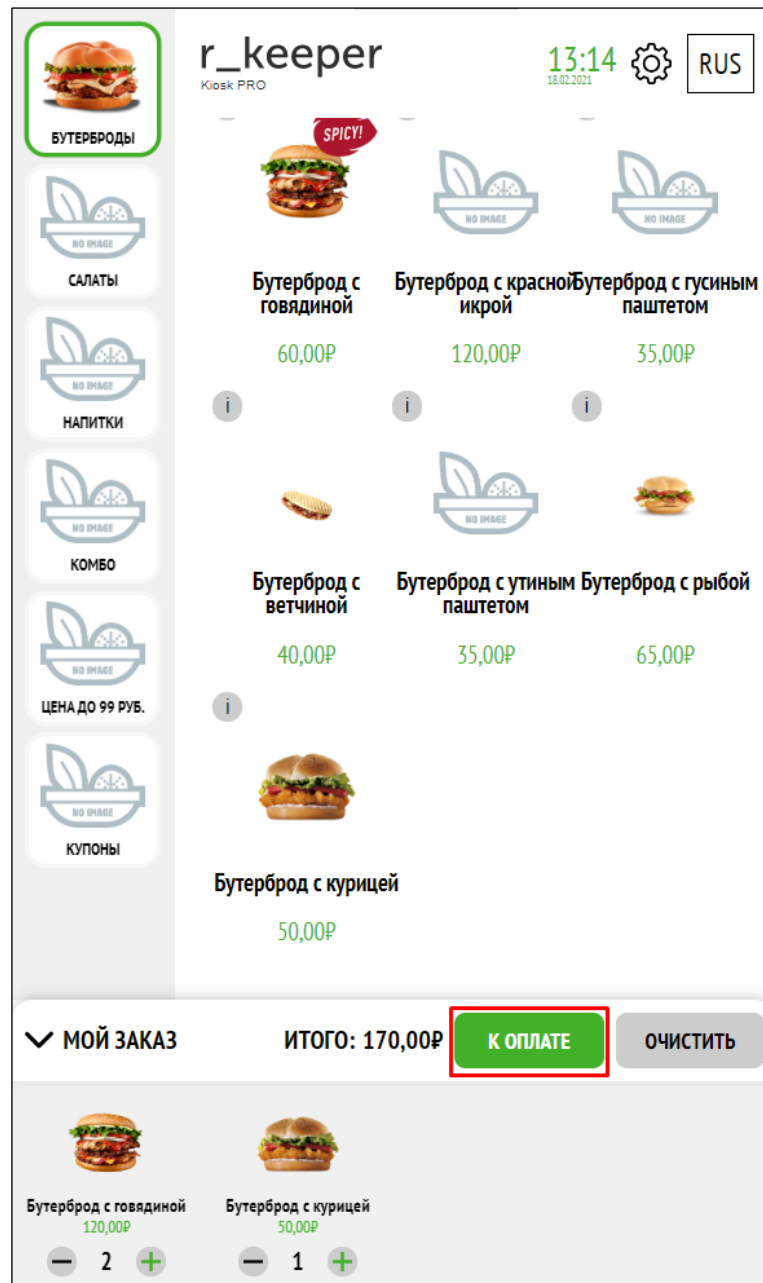 r_keeper
Kiosk PRO
13:14
18.02.2021
RUS
БУТЕРБРОДЫ
NO IMAGE
САЛАТЫ
NO IMAGE
НАПИТКИ
NO IMAGE
КОМБО
NO IMAGE
ЦЕНА ДО 99 РУБ.
NO IMAGE
КУПОНЫ
SPICY!
NO IMAGE
NO IMAGE
Бутерброд с
говядиной
60,00₽
Бутерброд с красной
икрой
120,00₽
Бутерброд с гусиным
паштетом
35,00₽
i
i
i
NO IMAGE
Бутерброд с
ветчиной
40,00₽
Бутерброд с утиным
паштетом
35,00₽
Бутерброд с рыбой
65,00₽
i
Бутерброд с курицей
50,00₽
МОЙ ЗАКАЗ
ИТОГО: 170,00₽
К ОПЛАТЕ
ОЧИСТИТЬ
Бутерброд с говядиной
120,00₽
− 2 +
Бутерброд с курицей
50,00₽
− 1 +